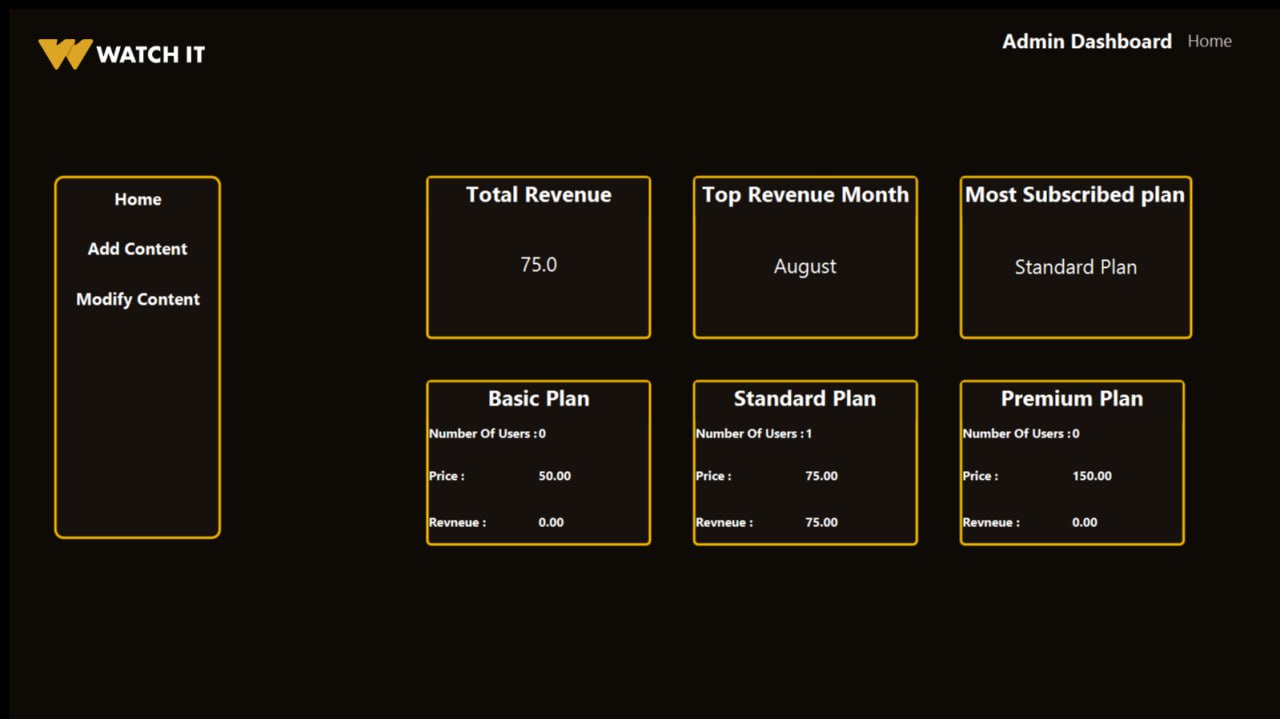 WATCH IT
Admin Dashboard Home
Home
Add Content
Modify Content
Total Revenue
75.0
Top Revenue Month
August
Most Subscribed plan
Standard Plan
Basic Plan
Number Of Users :0
Price : 50.00
Revneue : 0.00
Standard Plan
Number Of Users :1
Price : 75.00
Revneue : 75.00
Premium Plan
Number Of Users :0
Price : 150.00
Revneue : 0.00